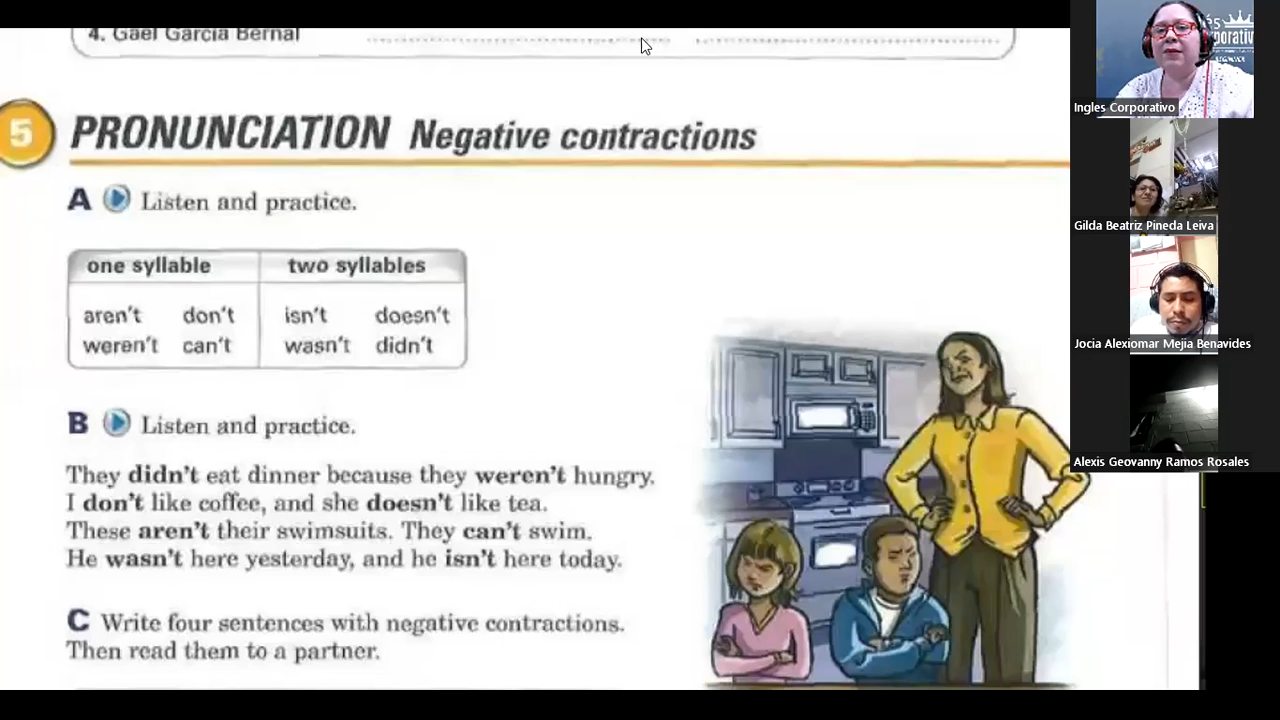 4. Gael García Bernal
5 PRONUNCIATION Negative contractions
A Listen and practice.
one syllable two syllables
aren't don't isn't doesn't
weren't can't wasn't didn't
B Listen and practice.
They didn't eat dinner because they weren't hungry.
I don't like coffee, and she doesn't like tea.
These aren't their swimsuits. They can't swim.
He wasn't here yesterday, and he isn't here today.
C Write four sentences with negative contractions.
Then read them to a partner.
Ingles Corporativo
Gilda Beatriz Pineda Leiva
Jocia Alexiomar Mejia Benavides
Alexis Geovanny Ramos Rosales